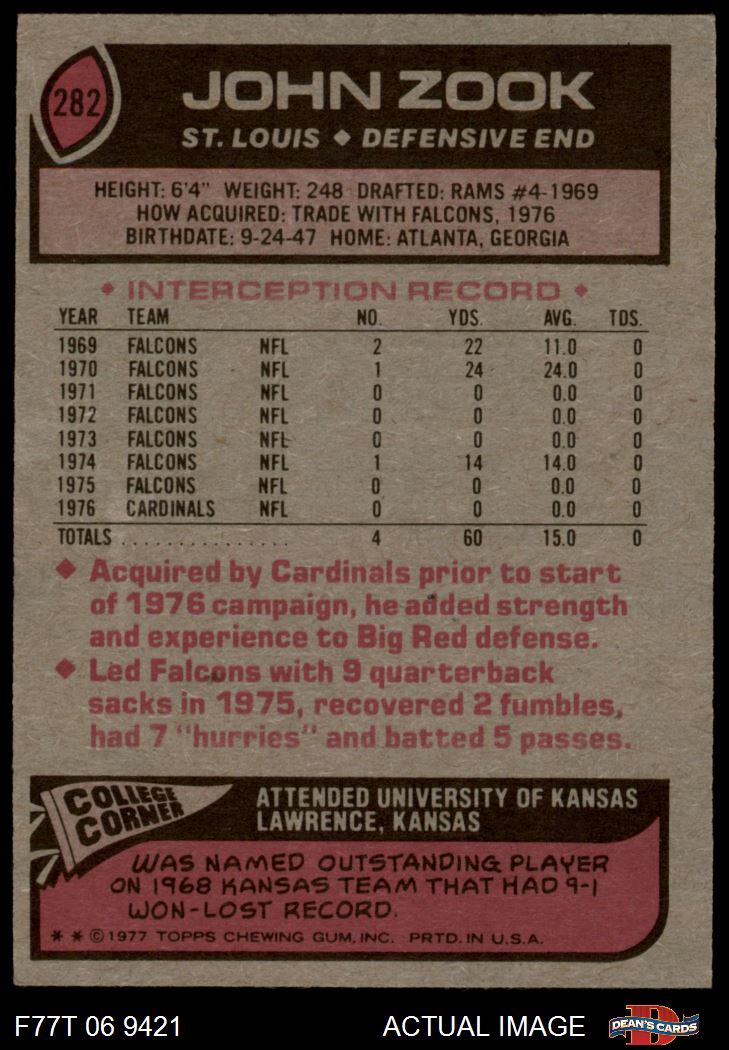 282
JOHN ZOOK
ST. LOUIS ◆ DEFENSIVE END
HEIGHT: 6'4" WEIGHT: 248 DRAFTED: RAMS #4-1969
HOW ACQUIRED: TRADE WITH FALCONS, 1976
BIRTHDATE: 9-24-47 HOME: ATLANTA, GEORGIA
◆ INTERCEPTION RECORD ◆
YEAR TEAM NO. YDS. AVG. TDS.
1969 FALCONS NFL 2 22 11.0 0
1970 FALCONS NFL 1 24 24.0 0
1971 FALCONS NFL 0 0 0.0 0
1972 FALCONS NFL 0 0 0.0 0
1973 FALCONS NFL 0 0 0.0 0
1974 FALCONS NFL 1 14 14.0 0
1975 FALCONS NFL 0 0 0.0 0
1976 CARDINALS NFL 0 0 0.0 0
TOTALS . . . . . . . . . . . . . . . 4 60 15.0 0
◆ Acquired by Cardinals prior to start
of 1976 campaign, he added strength
and experience to Big Red defense.
◆ Led Falcons with 9 quarterback
sacks in 1975, recovered 2 fumbles,
had 7 "hurries" and batted 5 passes.
COLLEGE
CORNER
ATTENDED UNIVERSITY OF KANSAS
LAWRENCE, KANSAS
WAS NAMED OUTSTANDING PLAYER
ON 1968 KANSAS TEAM THAT HAD 9-1
WON-LOST RECORD.
* * © 1977 TOPPS CHEWING GUM, INC. PRTD. IN U.S.A.
F77T 06 9421
ACTUAL IMAGE
D
DEAN'S CARDS